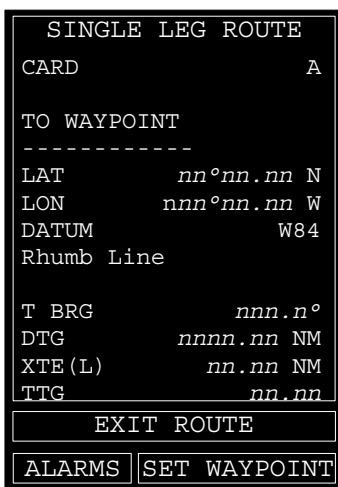 SINGLE LEG ROUTE
CARD A
TO WAYPOINT
------------
LAT nn°nn.nn N
LON nnn°nn.nn W
DATUM W84
Rhumb Line
T BRG nnn.n°
DTG nnnn.nn NM
XTE(L) nn.nn NM
TTG nn.nn
EXIT ROUTE
ALARMS SET WAYPOINT